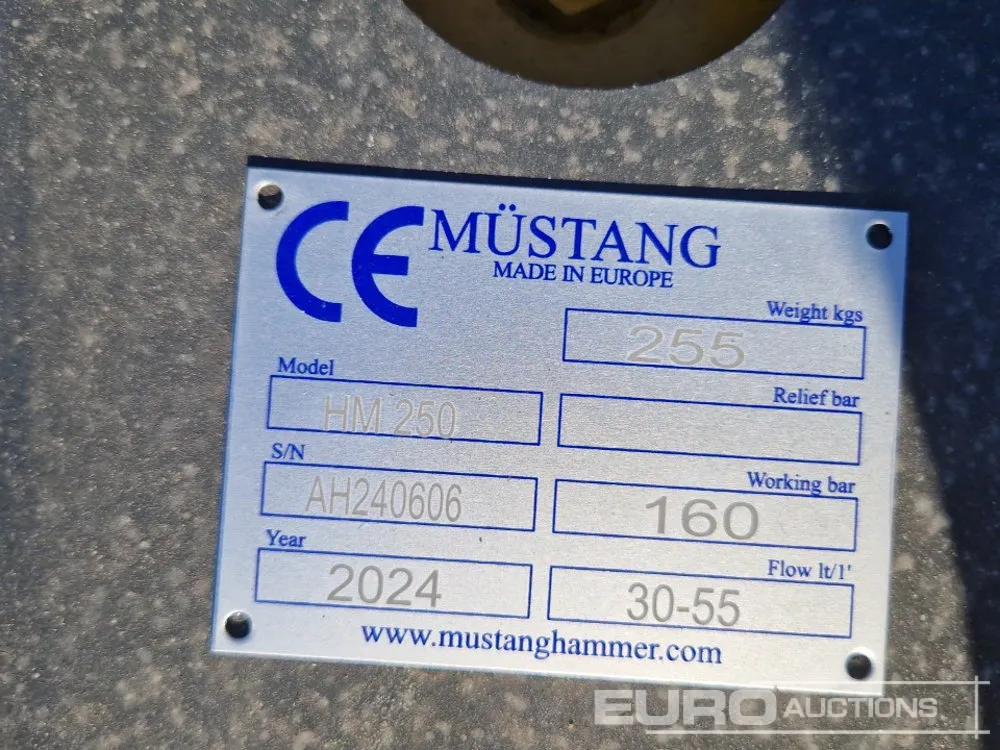 CE MÜSTANG
MADE IN EUROPE
Weight kgs
255
Model
HM 250
Relief bar
S/N
AH240606
Working bar
160
Year
2024
Flow lt/1'
30-55
www.mustanghammer.com
EURO AUCTIONS